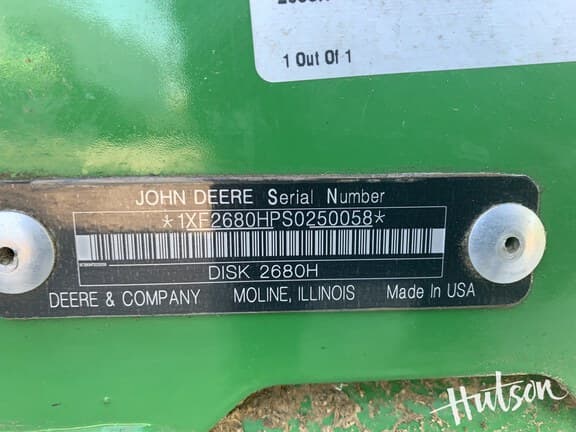 1 Out Of 1
JOHN DEERE Serial Number
*1XF2680HPS0250058*
DISK 2680H
DEERE & COMPANY MOLINE, ILLINOIS Made In USA
Hutson